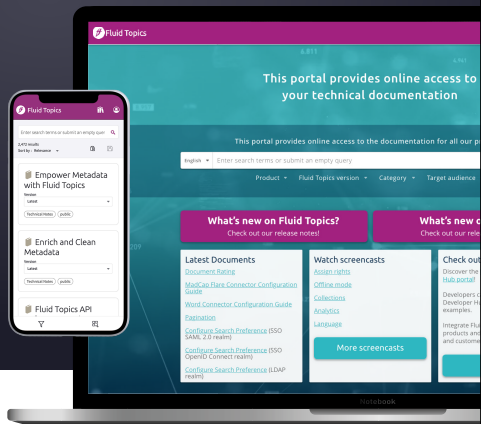 Fluid Topics
This portal provides online access to
your technical documentation
This portal provides online access to the documentation for all our p
English
Enter search terms or submit an empty query
Product
Fluid Topics version
Category
Target audience
What's new on Fluid Topics?
Check out our release notes!
What's new o
Check out our rele
Latest Documents
Document Rating
MadCap Flare Connector Configuration
Guide
Word Connector Configuration Guide
Pagination
Configure Search Preference (SSO
SAML 2.0 realm)
Configure Search Preference (SSO
OpenID Connect realm)
Configure Search Preference (LDAP
realm)
Watch screencasts
Assign rights
Offline mode
Collections
Analytics
Language
More screencasts
Check out
Discover the
Hub portal!
Developers c
Developer He
examples.
Integrate Flui
products and
and custome
Notebook
Fluid Topics
Enter search terms or submit an empty quer
2,472 results
Sort by : Relevance
Empower Metadata
with Fluid Topics
Version
Latest
Technical Notes
public
Enrich and Clean
Metadata
Version
Latest
Technical Notes
public
Fluid Topics API